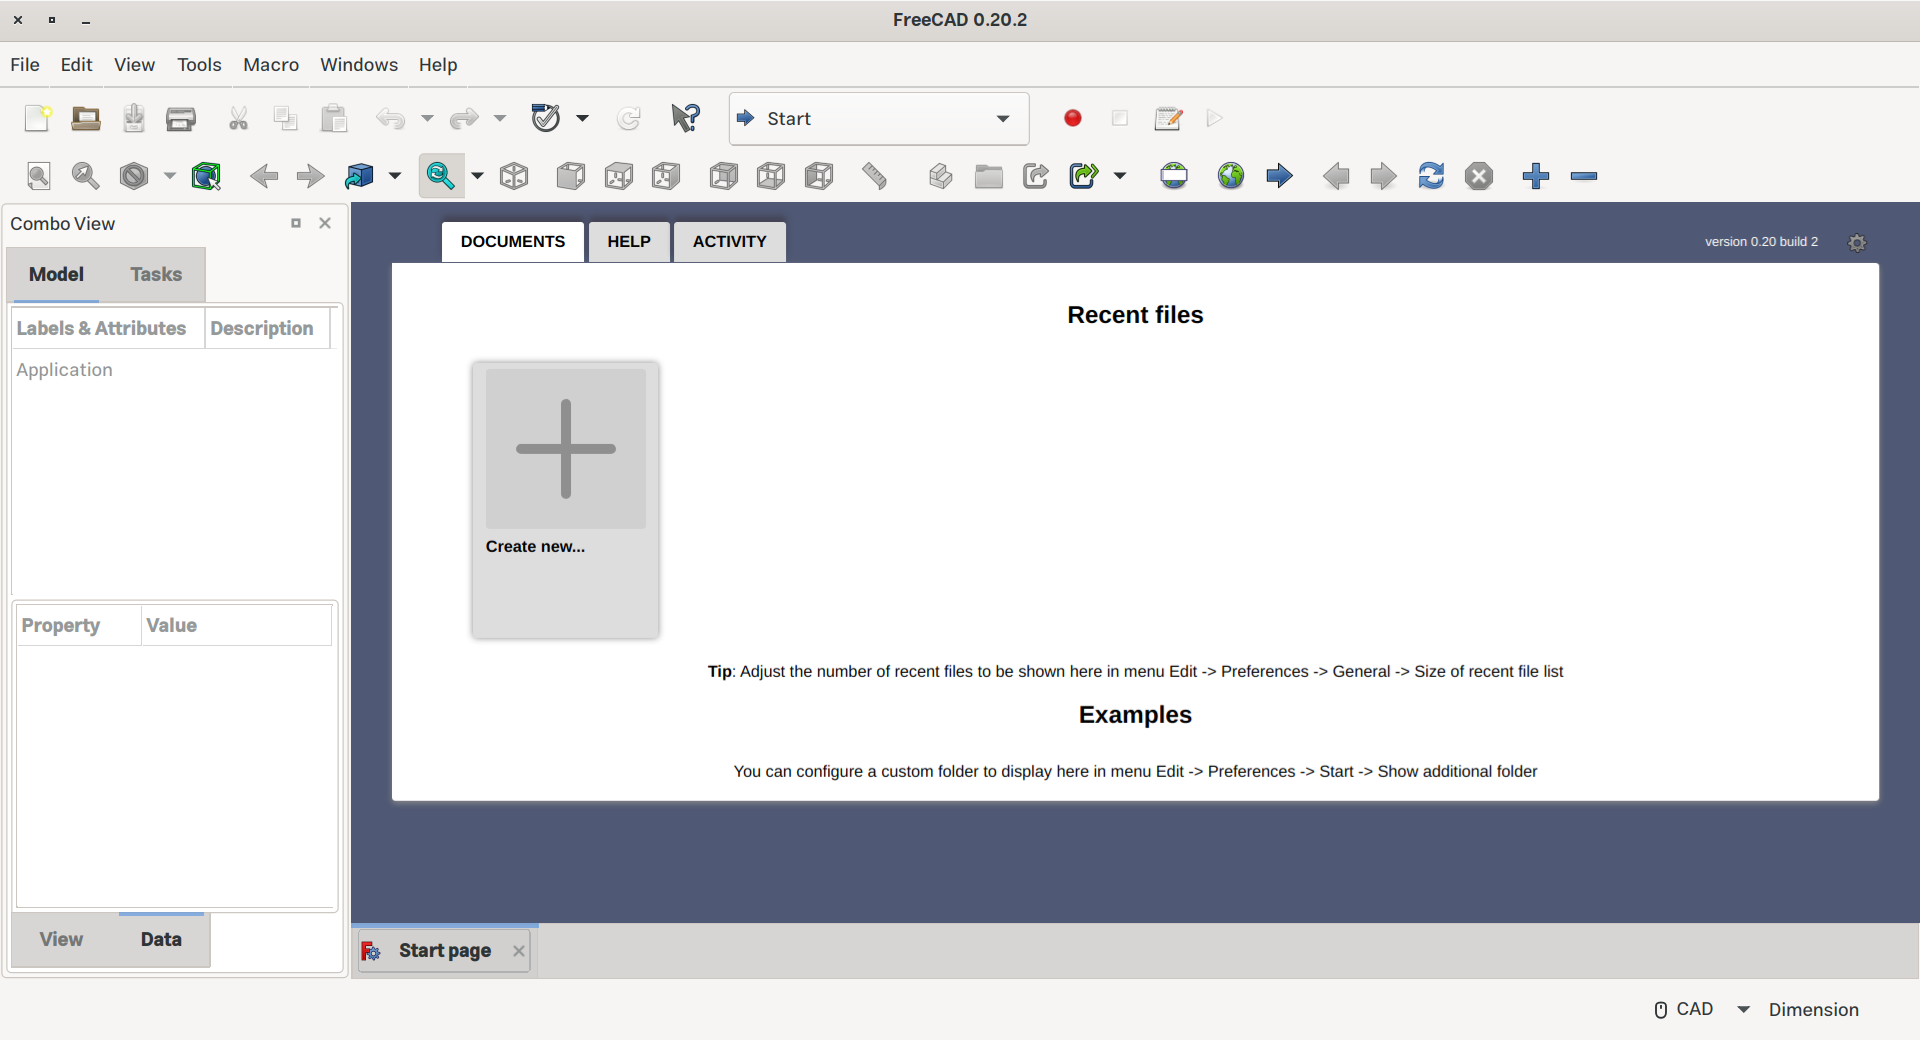 FreeCAD 0.20.2
File Edit View Tools Macro Windows Help
Start
Combo View
Model Tasks
Labels & Attributes Description
Application
Property Value
View Data
DOCUMENTS HELP ACTIVITY
version 0.20 build 2
Recent files
Create new...
Tip: Adjust the number of recent files to be shown here in menu Edit -> Preferences -> General -> Size of recent file list
Examples
You can configure a custom folder to display here in menu Edit -> Preferences -> Start -> Show additional folder
Start page
CAD Dimension